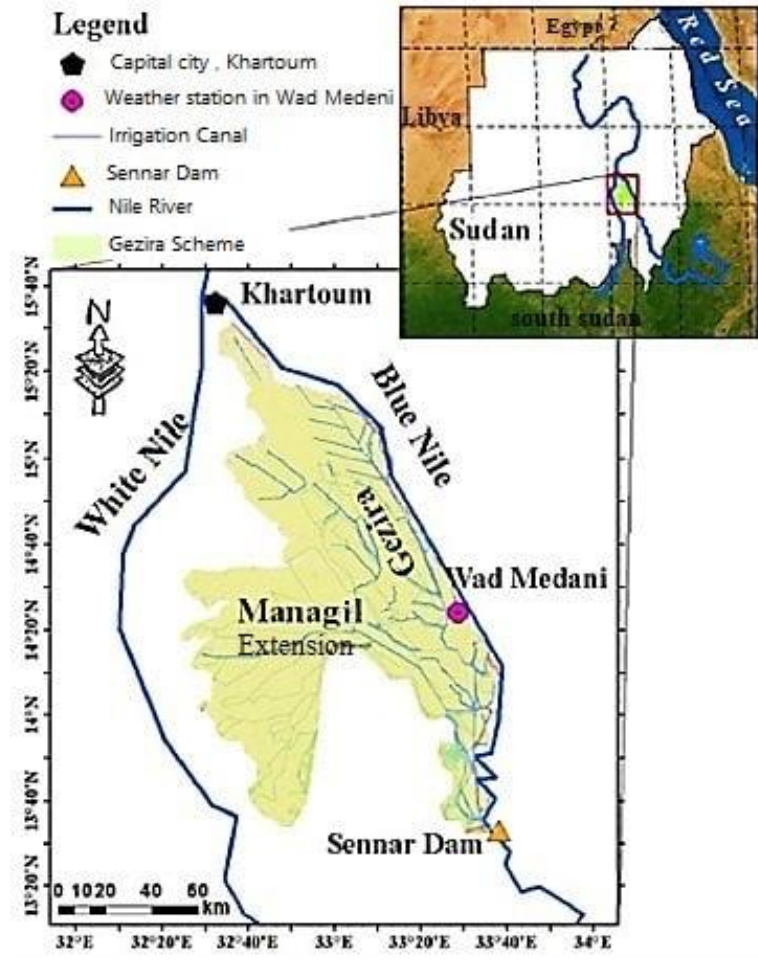 Legend
Capital city , Khartoum
Weather station in Wad Medeni
Irrigation Canal
Sennar Dam
Nile River
Gezira Scheme
Egypt
Red Sea
Libya
Sudan
south sudan
N
Khartoum
White Nile
Blue Nile
Gezira
Wad Medani
Managil
Extension
Sennar Dam
15°40'N
15°20'N
15°N
14°40'N
14°20'N
14°N
13°40'N
13°20'N
0 10 20 40 60
km
32°E 32°20'E 32°40'E 33°E 33°20'E 33°40'E 34°E